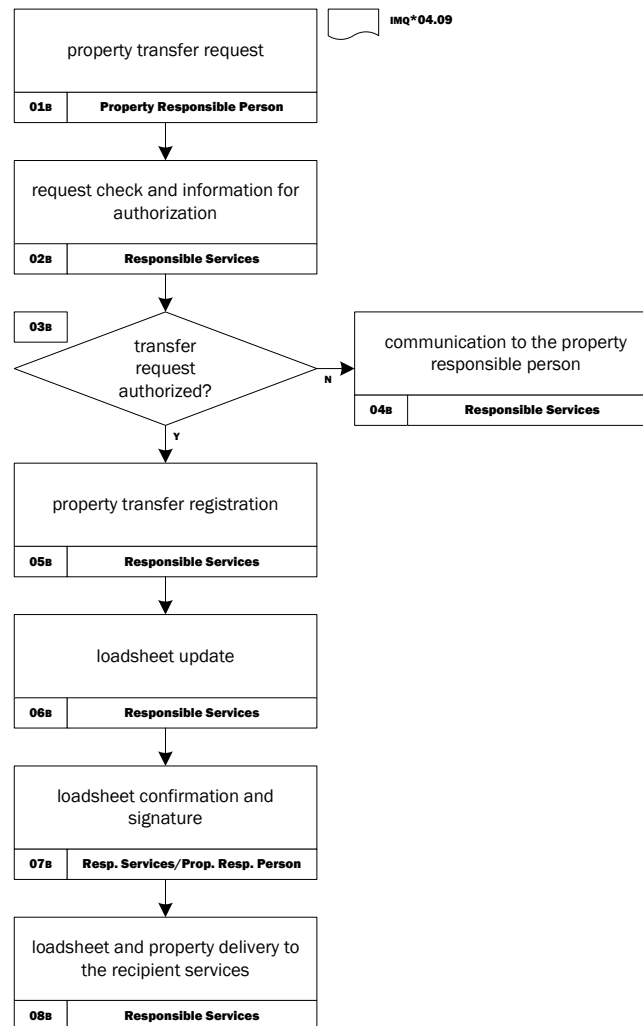 property transfer request
IMQ*04.09
01B Property Responsible Person
request check and information for
authorization
02B Responsible Services
03B
transfer
request
authorized?
N
Y
communication to the property
responsible person
04B Responsible Services
property transfer registration
05B Responsible Services
loadsheet update
06B Responsible Services
loadsheet confirmation and
signature
07B Resp. Services/Prop. Resp. Person
loadsheet and property delivery to
the recipient services
08B Responsible Services